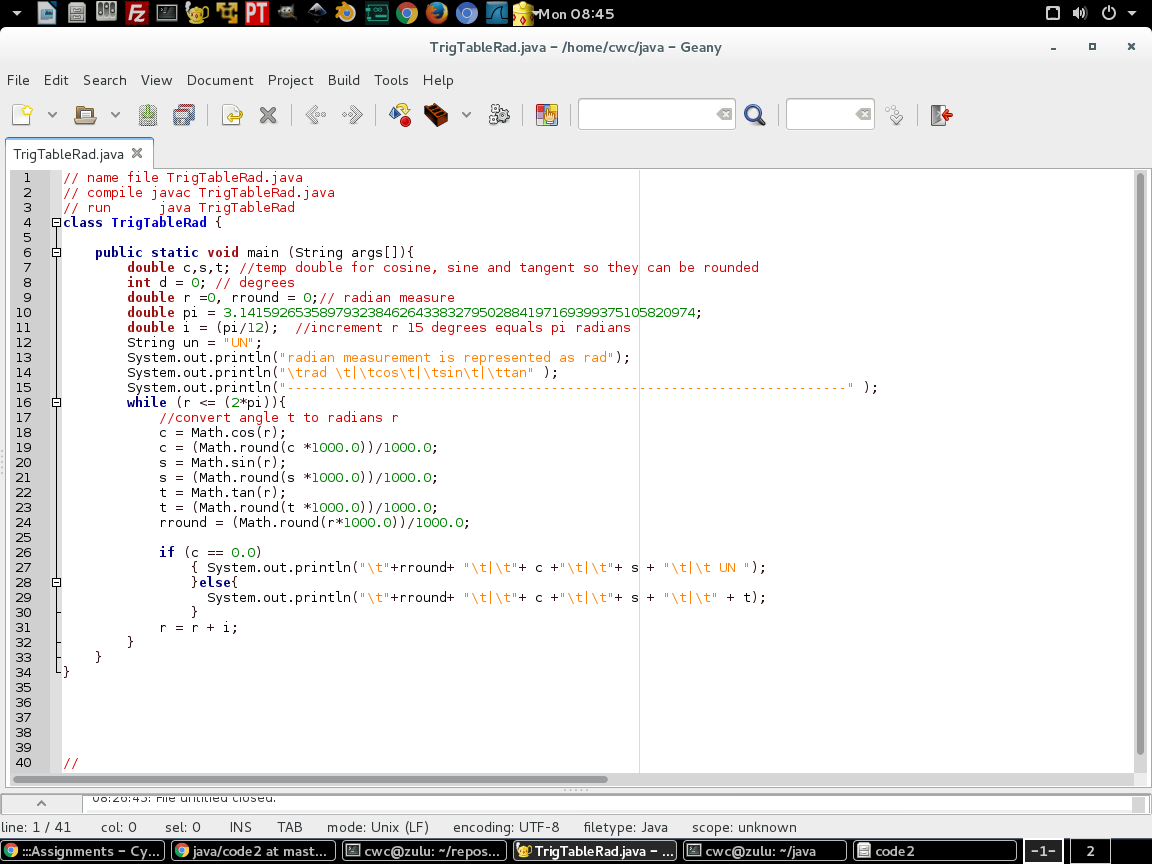 Mon 08:45
TrigTableRad.java – /home/cwc/java – Geany
File Edit Search View Document Project Build Tools Help
TrigTableRad.java
1 // name file TrigTableRad.java
2 // compile javac TrigTableRad.java
3 // run      java TrigTableRad
4 class TrigTableRad {
5
6     public static void main (String args[]){
7         double c,s,t; //temp double for cosine, sine and tangent so they can be rounded
8         int d = 0; // degrees
9         double r =0, rround = 0;// radian measure
10         double pi = 3.141592653589793238462643383279502884197169399375105820974;
11         double i = (pi/12);  //increment r 15 degrees equals pi radians
12         String un = "UN";
13         System.out.println("radian measurement is represented as rad");
14         System.out.println("\trad \t|\tcos\t|\tsin\t|\ttan" );
15         System.out.println("----------------------------------------------------------------------" );
16         while (r <= (2*pi)){
17             //convert angle t to radians r
18             c = Math.cos(r);
19             c = (Math.round(c *1000.0))/1000.0;
20             s = Math.sin(r);
21             s = (Math.round(s *1000.0))/1000.0;
22             t = Math.tan(r);
23             t = (Math.round(t *1000.0))/1000.0;
24             rround = (Math.round(r*1000.0))/1000.0;
25
26             if (c == 0.0)
27                 { System.out.println("\t"+rround+ "\t|\t"+ c +"\t|\t"+ s + "\t|\t UN ");
28                 }else{
29                   System.out.println("\t"+rround+ "\t|\t"+ c +"\t|\t"+ s + "\t|\t" + t);
30                 }
31             r = r + i;
32         }
33     }
34 }
35
36
37
38
39
40 //
08:26:45: File untitled closed.
line: 1 / 41 col: 0 sel: 0 INS TAB mode: Unix (LF) encoding: UTF-8 filetype: Java scope: unknown
:::Assignments – Cy... java/code2 at mast... cwc@zulu: ~/repos... TrigTableRad.java – ... cwc@zulu: ~/java code2 -1- 2